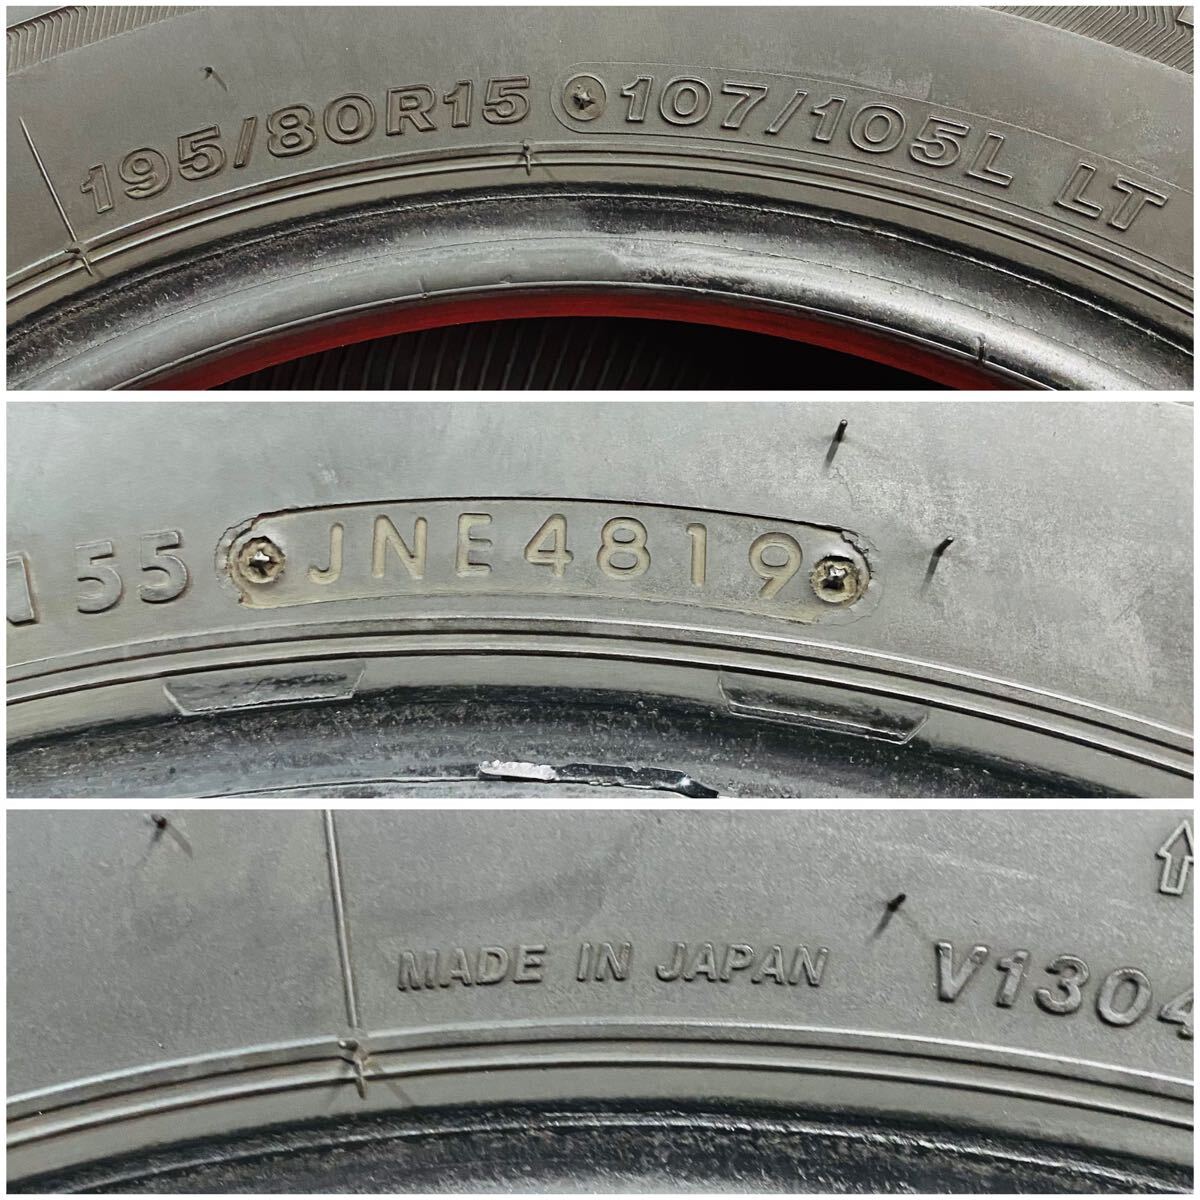 195/80R15 107/105L LT
55 JNE4819
MADE IN JAPAN V1304